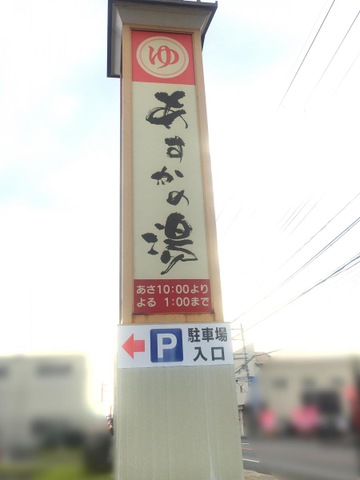 ゆ
あすかの湯
あさ10:00より
よる 1:00まで
P 駐車場
入口